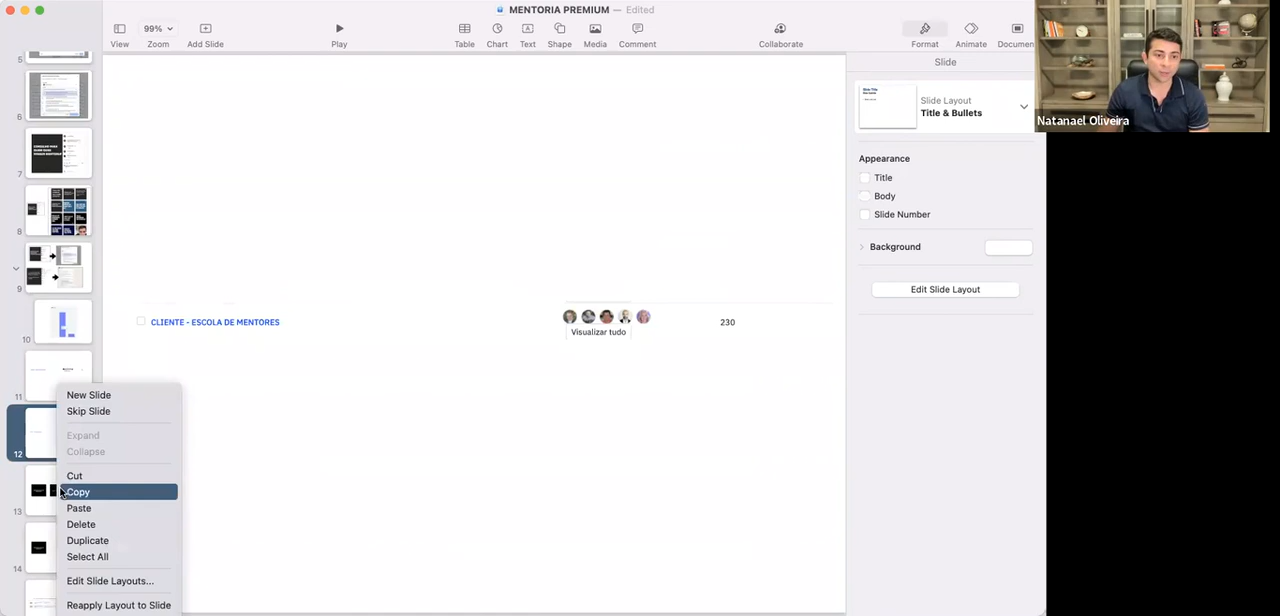 MENTORIA PREMIUM — Edited
99%
View
Zoom
Add Slide
Play
Table
Chart
Text
Shape
Media
Comment
Collaborate
Format
Animate
Documen
Slide
Slide Layout
Title & Bullets
Appearance
Title
Body
Slide Number
Background
Edit Slide Layout
Natanael Oliveira
5
6
7
8
9
10
11
12
13
14
CLIENTE - ESCOLA DE MENTORES
Visualizar tudo
230
New Slide
Skip Slide
Expand
Collapse
Cut
Copy
Paste
Delete
Duplicate
Select All
Edit Slide Layouts...
Reapply Layout to Slide